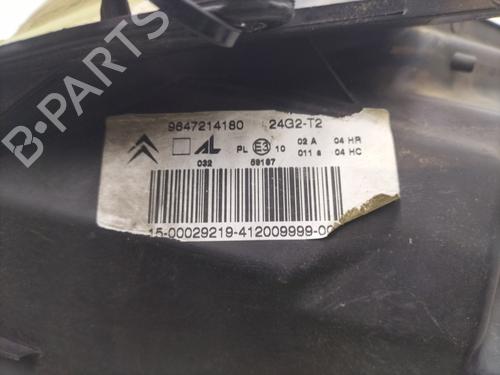 9647214180 24G2-T2
AL PL E3 10 02 A 04 HR
011 a 04 HC
032 59187
15-00029219-412009999-00
B-PARTS